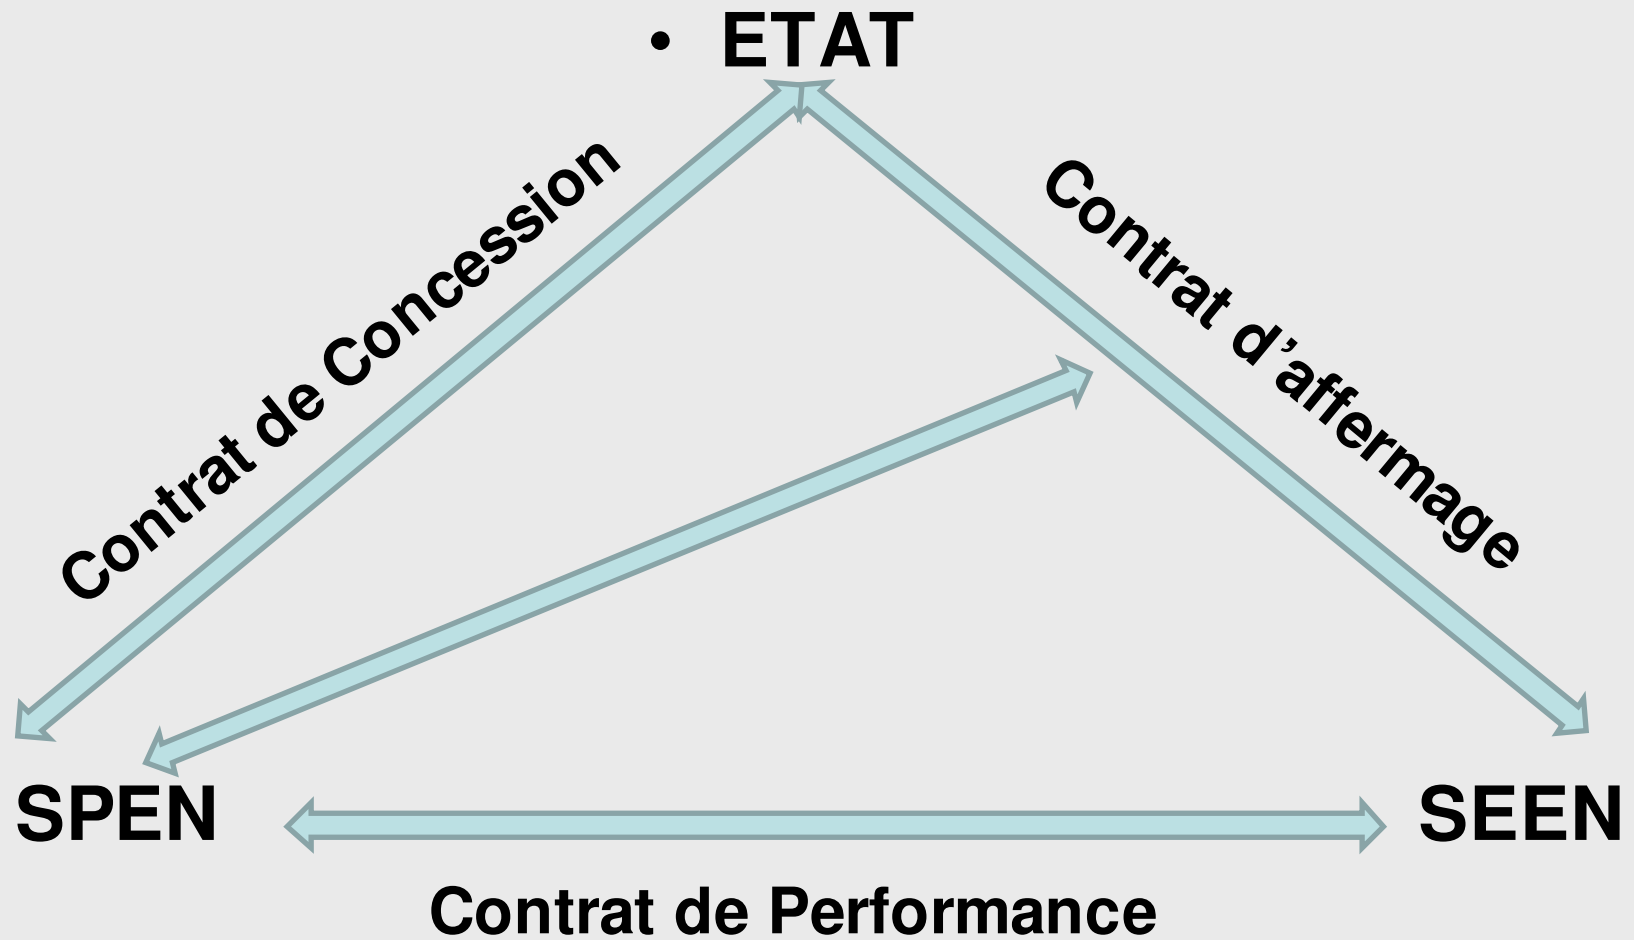 • ETAT
Contrat de Concession
Contrat d’affermage
SPEN
SEEN
Contrat de Performance